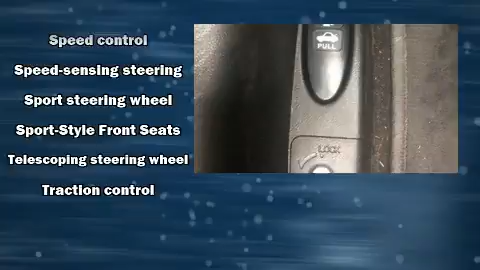 Speed control
Speed-sensing steering
Sport steering wheel
Sport-Style Front Seats
Telescoping steering wheel
Traction control
PULL
LOCK